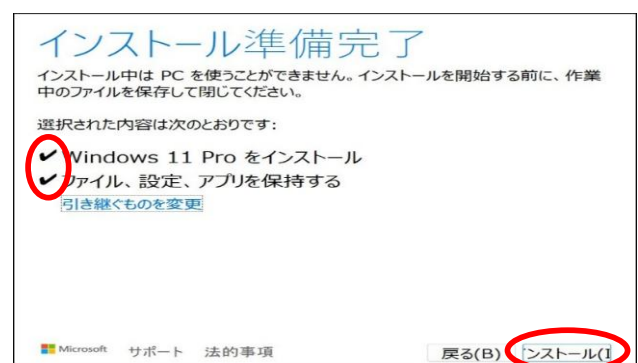 インストール準備完了
インストール中は PC を使うことができません。インストールを開始する前に、作業
中のファイルを保存して閉じてください。
選択された内容は次のとおりです:
✔ Windows 11 Pro をインストール
✔ ファイル、設定、アプリを保持する
引き継ぐものを変更
Microsoft サポート 法的事項 戻る(B) インストール(I